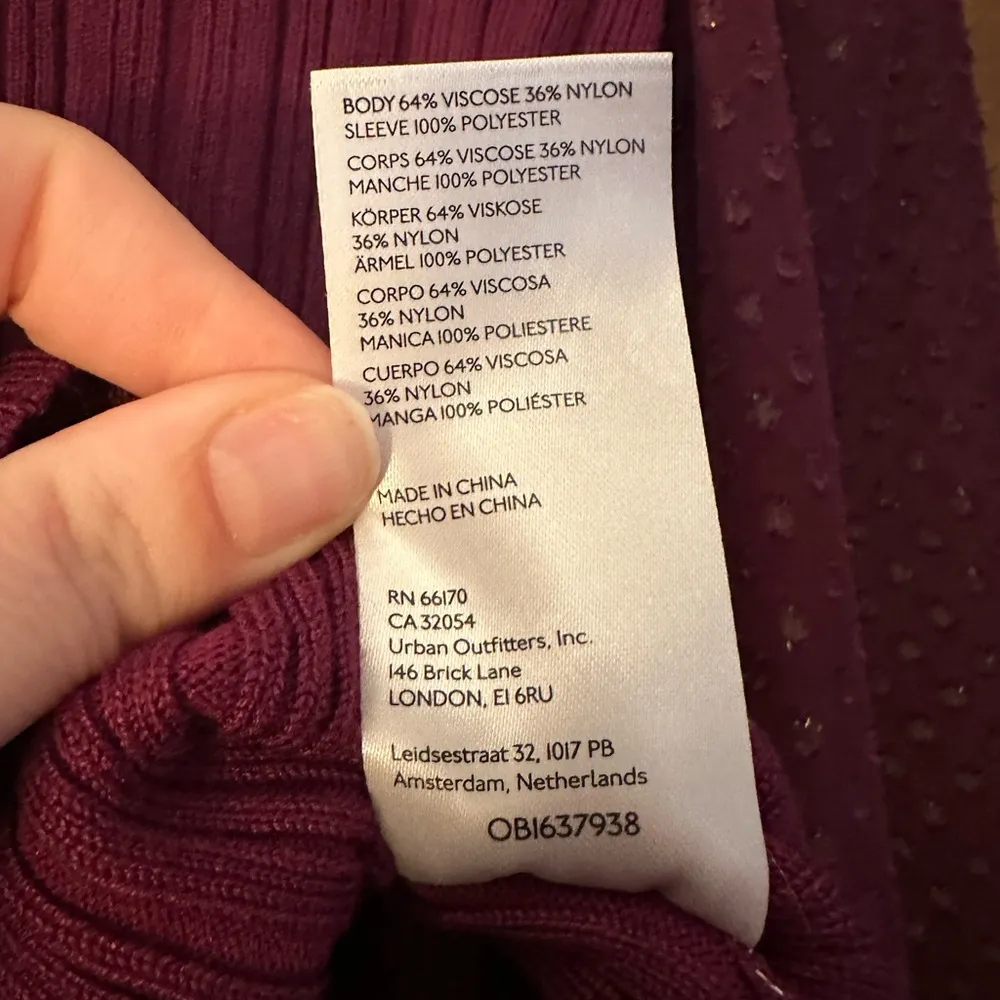 BODY 64% VISCOSE 36% NYLON
SLEEVE 100% POLYESTER
CORPS 64% VISCOSE 36% NYLON
MANCHE 100% POLYESTER
KÖRPER 64% VISKOSE
36% NYLON
ÄRMEL 100% POLYESTER
CORPO 64% VISCOSA
36% NYLON
MANICA 100% POLIESTERE
CUERPO 64% VISCOSA
36% NYLON
MANGA 100% POLIÉSTER
MADE IN CHINA
HECHO EN CHINA
RN 66170
CA 32054
Urban Outfitters, Inc.
146 Brick Lane
LONDON, E1 6RU
Leidsestraat 32, 1017 PB
Amsterdam, Netherlands
OB1637938